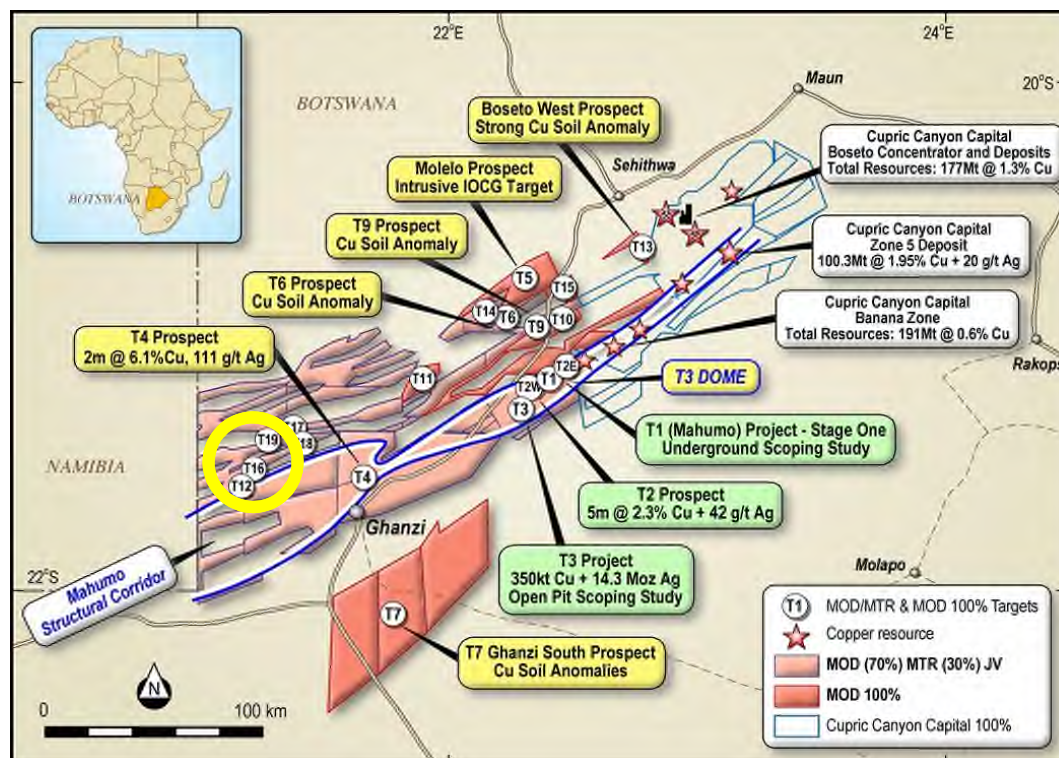 22°E
24°E
20°S
Maun
BOTSWANA
Boseto West Prospect
Strong Cu Soil Anomaly
Cupric Canyon Capital
Boseto Concentrator and Deposits
Total Resources: 177Mt @ 1.3% Cu
Sehithwa
Molelo Prospect
Intrusive IOCG Target
BOTSWANA
T9 Prospect
Cu Soil Anomaly
T13
Cupric Canyon Capital
Zone 5 Deposit
100.3Mt @ 1.95% Cu + 20 g/t Ag
T6 Prospect
Cu Soil Anomaly
T5
T15
T14
T6
T9
T10
Cupric Canyon Capital
Banana Zone
Total Resources: 191Mt @ 0.6% Cu
T4 Prospect
2m @ 6.1%Cu, 111 g/t Ag
Rakops
T11
T2E
T1
T2W
T3
T3 DOME
T17
T19
T18
T16
T12
T4
NAMIBIA
T1 (Mahumo) Project - Stage One
Underground Scoping Study
T2 Prospect
5m @ 2.3% Cu + 42 g/t Ag
Ghanzi
T3 Project
350kt Cu + 14.3 Moz Ag
Open Pit Scoping Study
Molapo
22°S
Mahumo
Structural Corridor
T7
T7 Ghanzi South Prospect
Cu Soil Anomalies
N
0
100 km
T1 MOD/MTR & MOD 100% Targets
Copper resource
MOD (70%) MTR (30%) JV
MOD 100%
Cupric Canyon Capital 100%